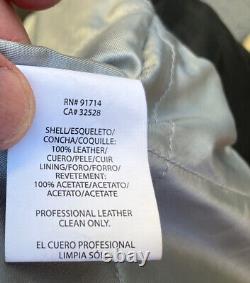 RN# 91714
CA# 32528
SHELL/ESQUELETO/
CONCHA/COQUILLE:
100% LEATHER/
CUERO/PELE/CUIR
LINING/FORO/FORRO/
REVETEMENT:
100% ACETATE/ACETATO/
ACETATO/ACETATE
PROFESSIONAL LEATHER
CLEAN ONLY.
EL CUERO PROFESIONAL
LIMPIA SÓL